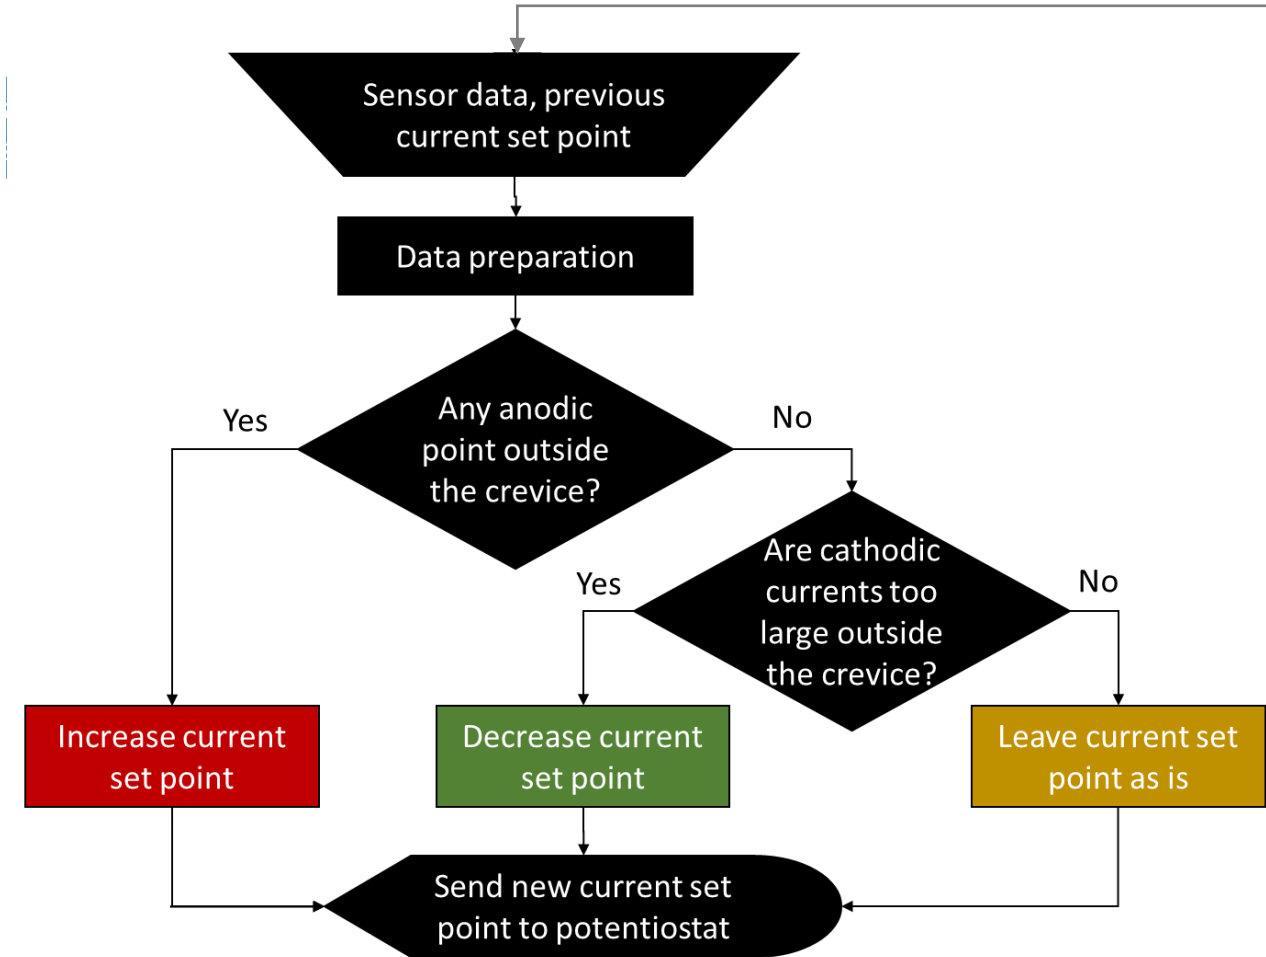 Sensor data, previous
current set point
Data preparation
Any anodic
point outside
the crevice?
Yes
No
Are cathodic
currents too
large outside
the crevice?
Yes
No
Increase current
set point
Decrease current
set point
Leave current set
point as is
Send new current set
point to potentiostat